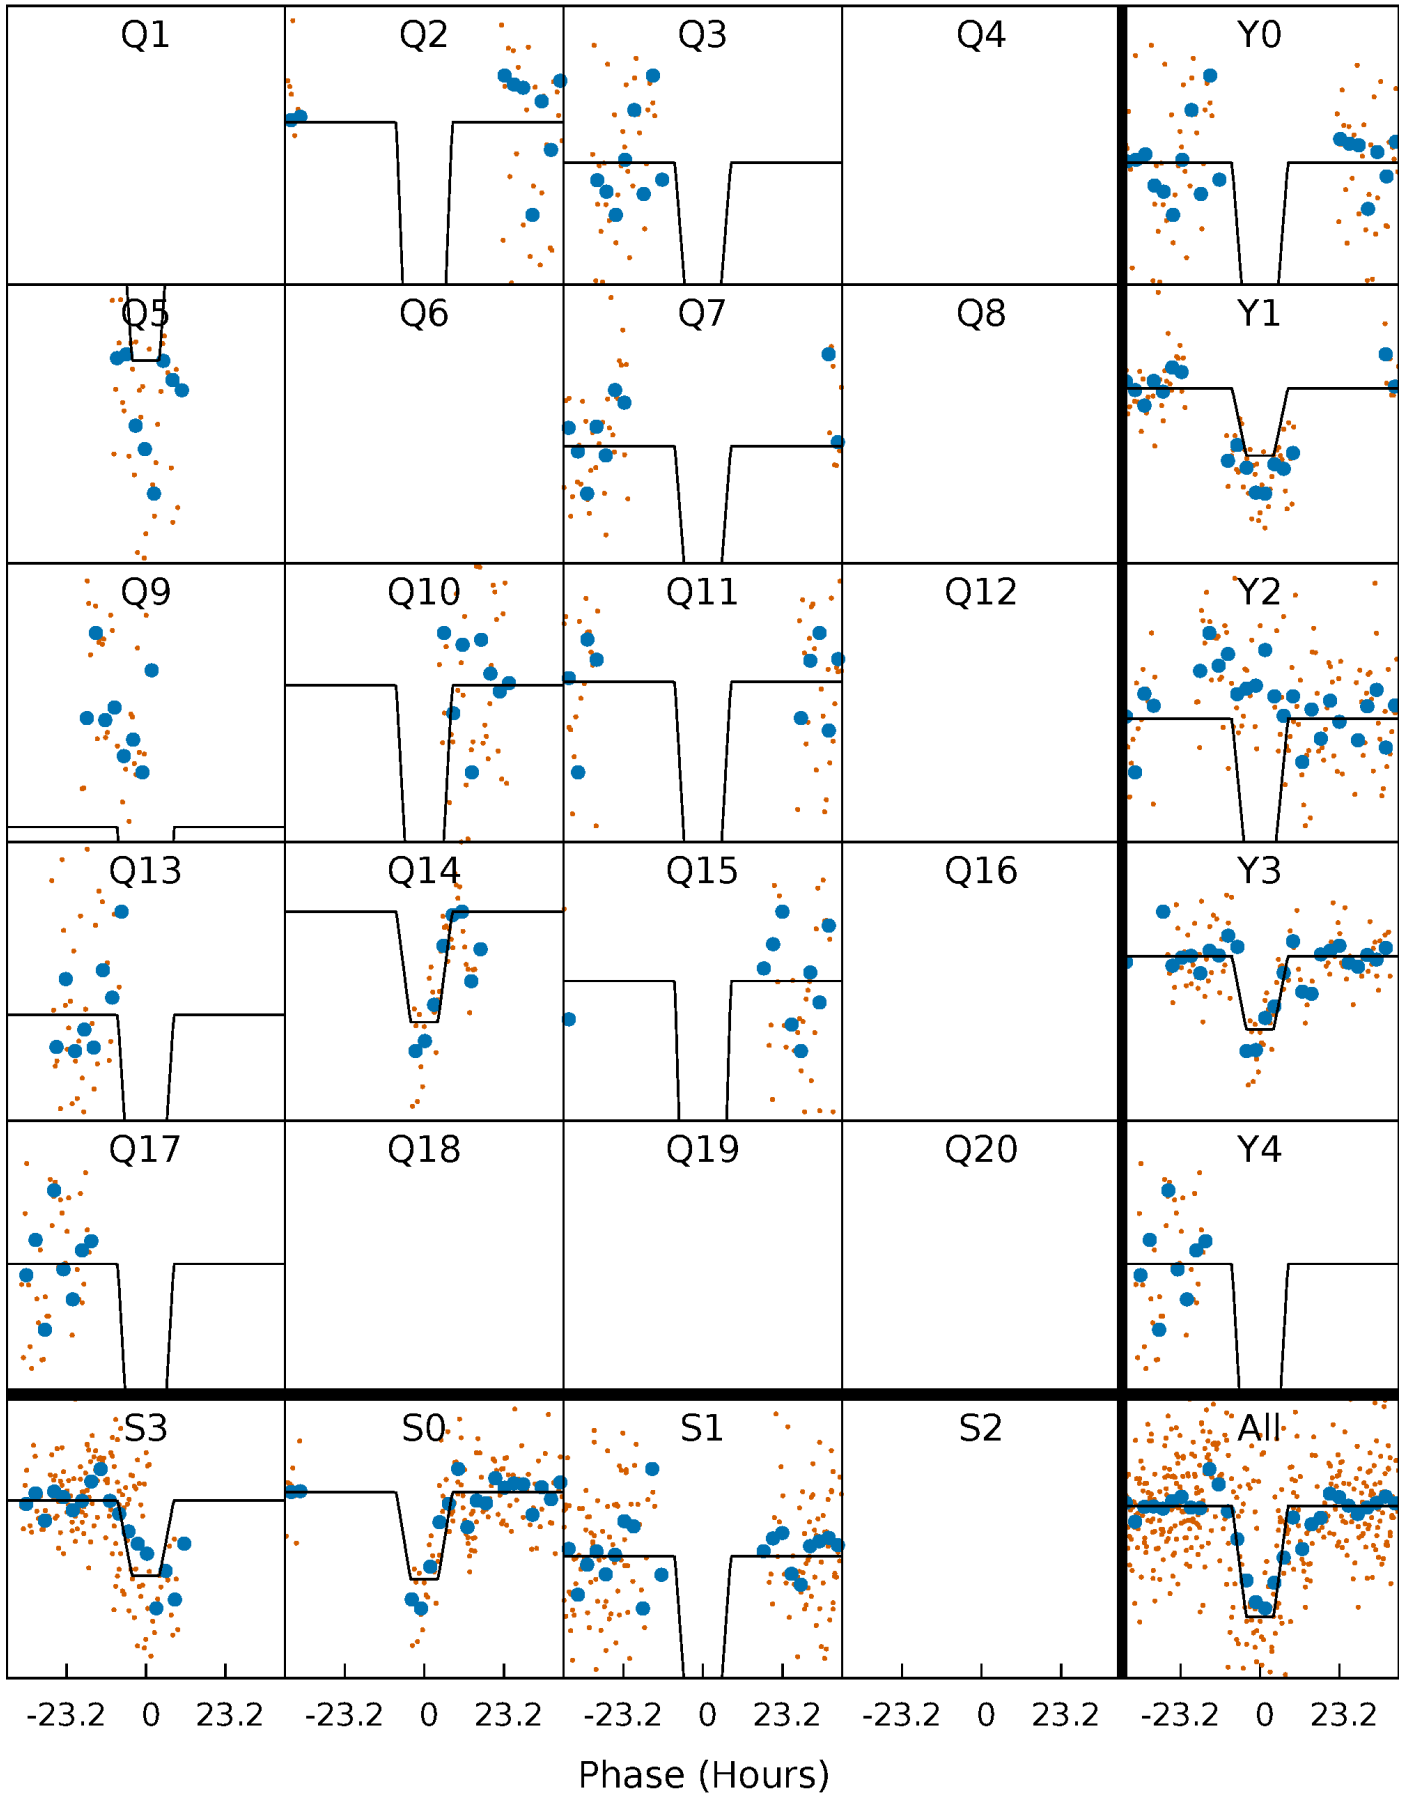 Q1 Q2 Q3 Q4 Y0
Q5 Q6 Q7 Q8 Y1
Q9 Q10 Q11 Q12 Y2
Q13 Q14 Q15 Q16 Y3
Q17 Q18 Q19 Q20 Y4
S3 S0 S1 S2 All
-23.2 0 23.2 -23.2 0 23.2 -23.2 0 23.2 -23.2 0 23.2 -23.2 0 23.2
Phase (Hours)